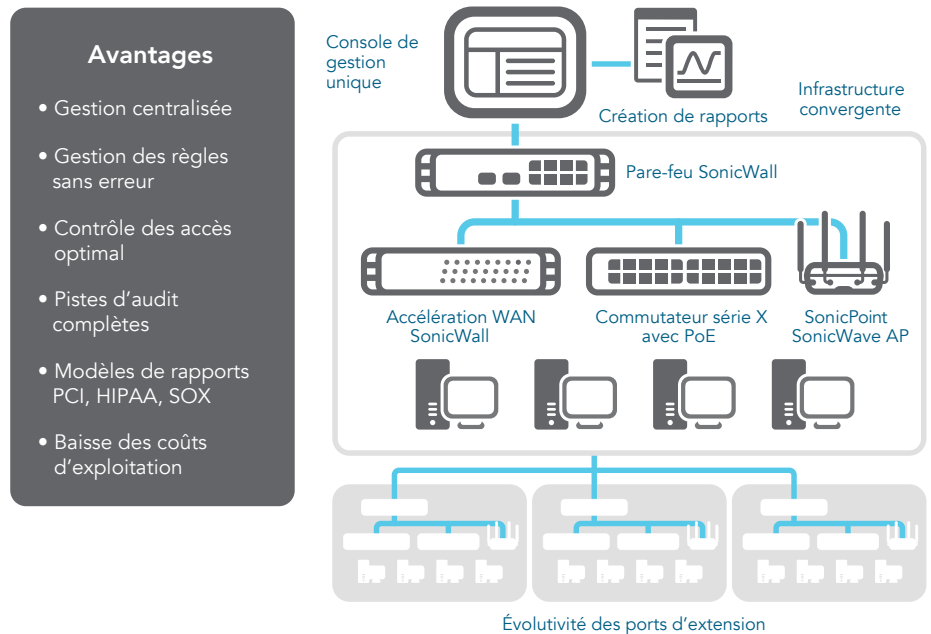 Avantages
• Gestion centralisée
• Gestion des règles
sans erreur
• Contrôle des accès
optimal
• Pistes d'audit
complètes
• Modèles de rapports
PCI, HIPAA, SOX
• Baisse des coûts
d'exploitation
Console de
gestion
unique
Création de rapports
Infrastructure
convergente
Pare-feu SonicWall
Accélération WAN
SonicWall
Commutateur série X
avec PoE
SonicPoint
SonicWave AP
Évolutivité des ports d'extension